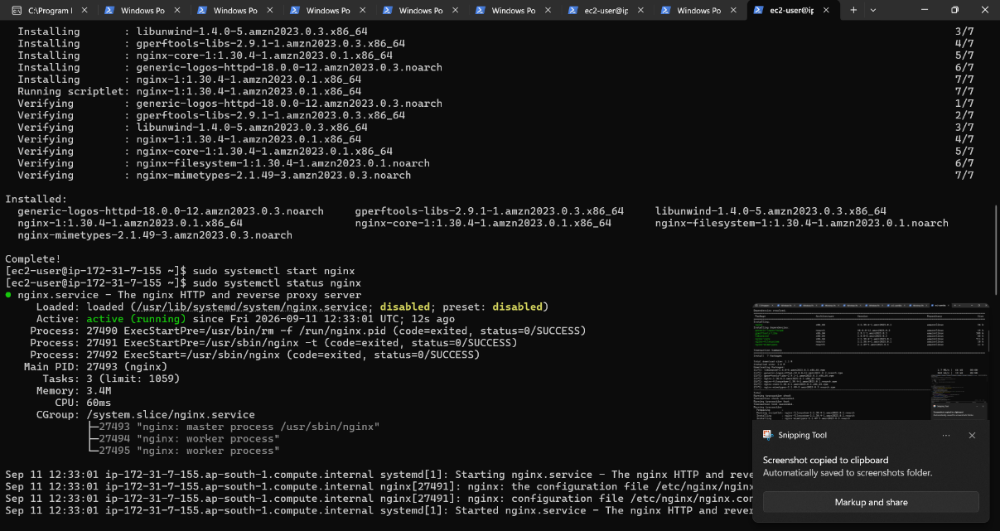 C:\Program I
Windows Po
Windows Po
Windows Po
Windows Po
Windows Po
ec2-user@ip
Windows Po
ec2-user@ip
Installing : libunwind-1.4.0-5.amzn2023.0.3.x86_64 3/7
Installing : gperftools-libs-2.9.1-1.amzn2023.0.3.x86_64 4/7
Installing : nginx-core-1:1.30.4-1.amzn2023.0.1.x86_64 5/7
Installing : generic-logos-httpd-18.0.0-12.amzn2023.0.3.noarch 6/7
Installing : nginx-1:1.30.4-1.amzn2023.0.1.x86_64 7/7
Running scriptlet: nginx-1:1.30.4-1.amzn2023.0.1.x86_64 7/7
Verifying : generic-logos-httpd-18.0.0-12.amzn2023.0.3.noarch 1/7
Verifying : gperftools-libs-2.9.1-1.amzn2023.0.3.x86_64 2/7
Verifying : libunwind-1.4.0-5.amzn2023.0.3.x86_64 3/7
Verifying : nginx-1:1.30.4-1.amzn2023.0.1.x86_64 4/7
Verifying : nginx-core-1:1.30.4-1.amzn2023.0.1.x86_64 5/7
Verifying : nginx-filesystem-1:1.30.4-1.amzn2023.0.1.noarch 6/7
Verifying : nginx-mimetypes-2.1.49-3.amzn2023.0.3.noarch 7/7
Installed:
generic-logos-httpd-18.0.0-12.amzn2023.0.3.noarch gperftools-libs-2.9.1-1.amzn2023.0.3.x86_64 libunwind-1.4.0-5.amzn2023.0.3.x86_64
nginx-1:1.30.4-1.amzn2023.0.1.x86_64 nginx-core-1:1.30.4-1.amzn2023.0.1.x86_64 nginx-filesystem-1:1.30.4-1.amzn2023.0.1.noarch
nginx-mimetypes-2.1.49-3.amzn2023.0.3.noarch
Complete!
[ec2-user@ip-172-31-7-155 ~]$ sudo systemctl start nginx
[ec2-user@ip-172-31-7-155 ~]$ sudo systemctl status nginx
● nginx.service - The nginx HTTP and reverse proxy server
Loaded: loaded (/usr/lib/systemd/system/nginx.service; disabled; preset: disabled)
Active: active (running) since Fri 2026-09-11 12:33:01 UTC; 12s ago
Process: 27490 ExecStartPre=/usr/bin/rm -f /run/nginx.pid (code=exited, status=0/SUCCESS)
Process: 27491 ExecStartPre=/usr/sbin/nginx -t (code=exited, status=0/SUCCESS)
Process: 27492 ExecStart=/usr/sbin/nginx (code=exited, status=0/SUCCESS)
Main PID: 27493 (nginx)
Tasks: 3 (limit: 1059)
Memory: 3.4M
CPU: 60ms
CGroup: /system.slice/nginx.service
├─27493 "nginx: master process /usr/sbin/nginx"
├─27494 "nginx: worker process"
└─27495 "nginx: worker process"
Sep 11 12:33:01 ip-172-31-7-155.ap-south-1.compute.internal systemd[1]: Starting nginx.service - The nginx HTTP and reve
Sep 11 12:33:01 ip-172-31-7-155.ap-south-1.compute.internal nginx[27491]: nginx: the configuration file /etc/nginx/nginx
Sep 11 12:33:01 ip-172-31-7-155.ap-south-1.compute.internal nginx[27491]: nginx: configuration file /etc/nginx/nginx.con
Sep 11 12:33:01 ip-172-31-7-155.ap-south-1.compute.internal systemd[1]: Started nginx.service - The nginx HTTP and rever
Snipping Tool
Screenshot copied to clipboard
Automatically saved to screenshots folder.
Markup and share